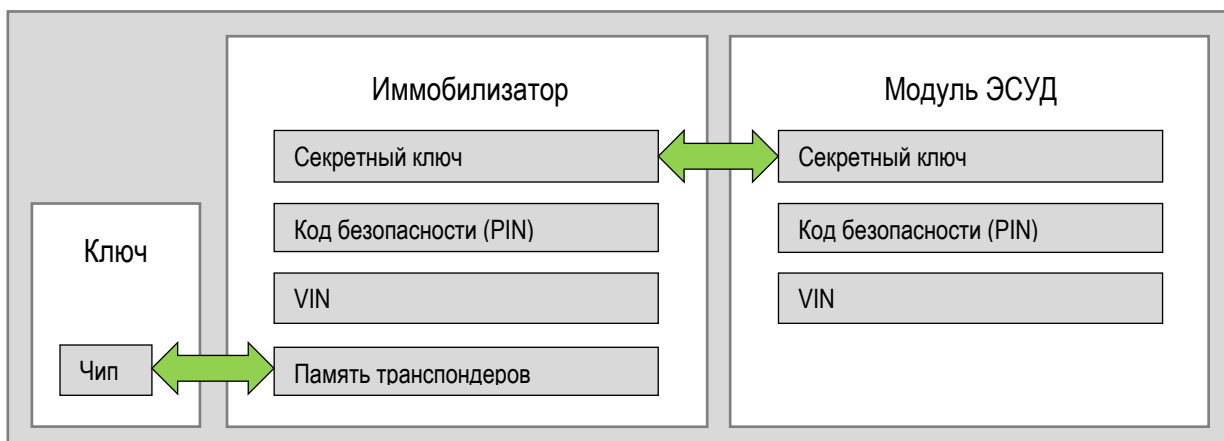 Иммобилизатор
Секретный ключ
Код безопасности (PIN)
VIN
Память транспондеров
Модуль ЭСУД
Секретный ключ
Код безопасности (PIN)
VIN
Ключ
Чип